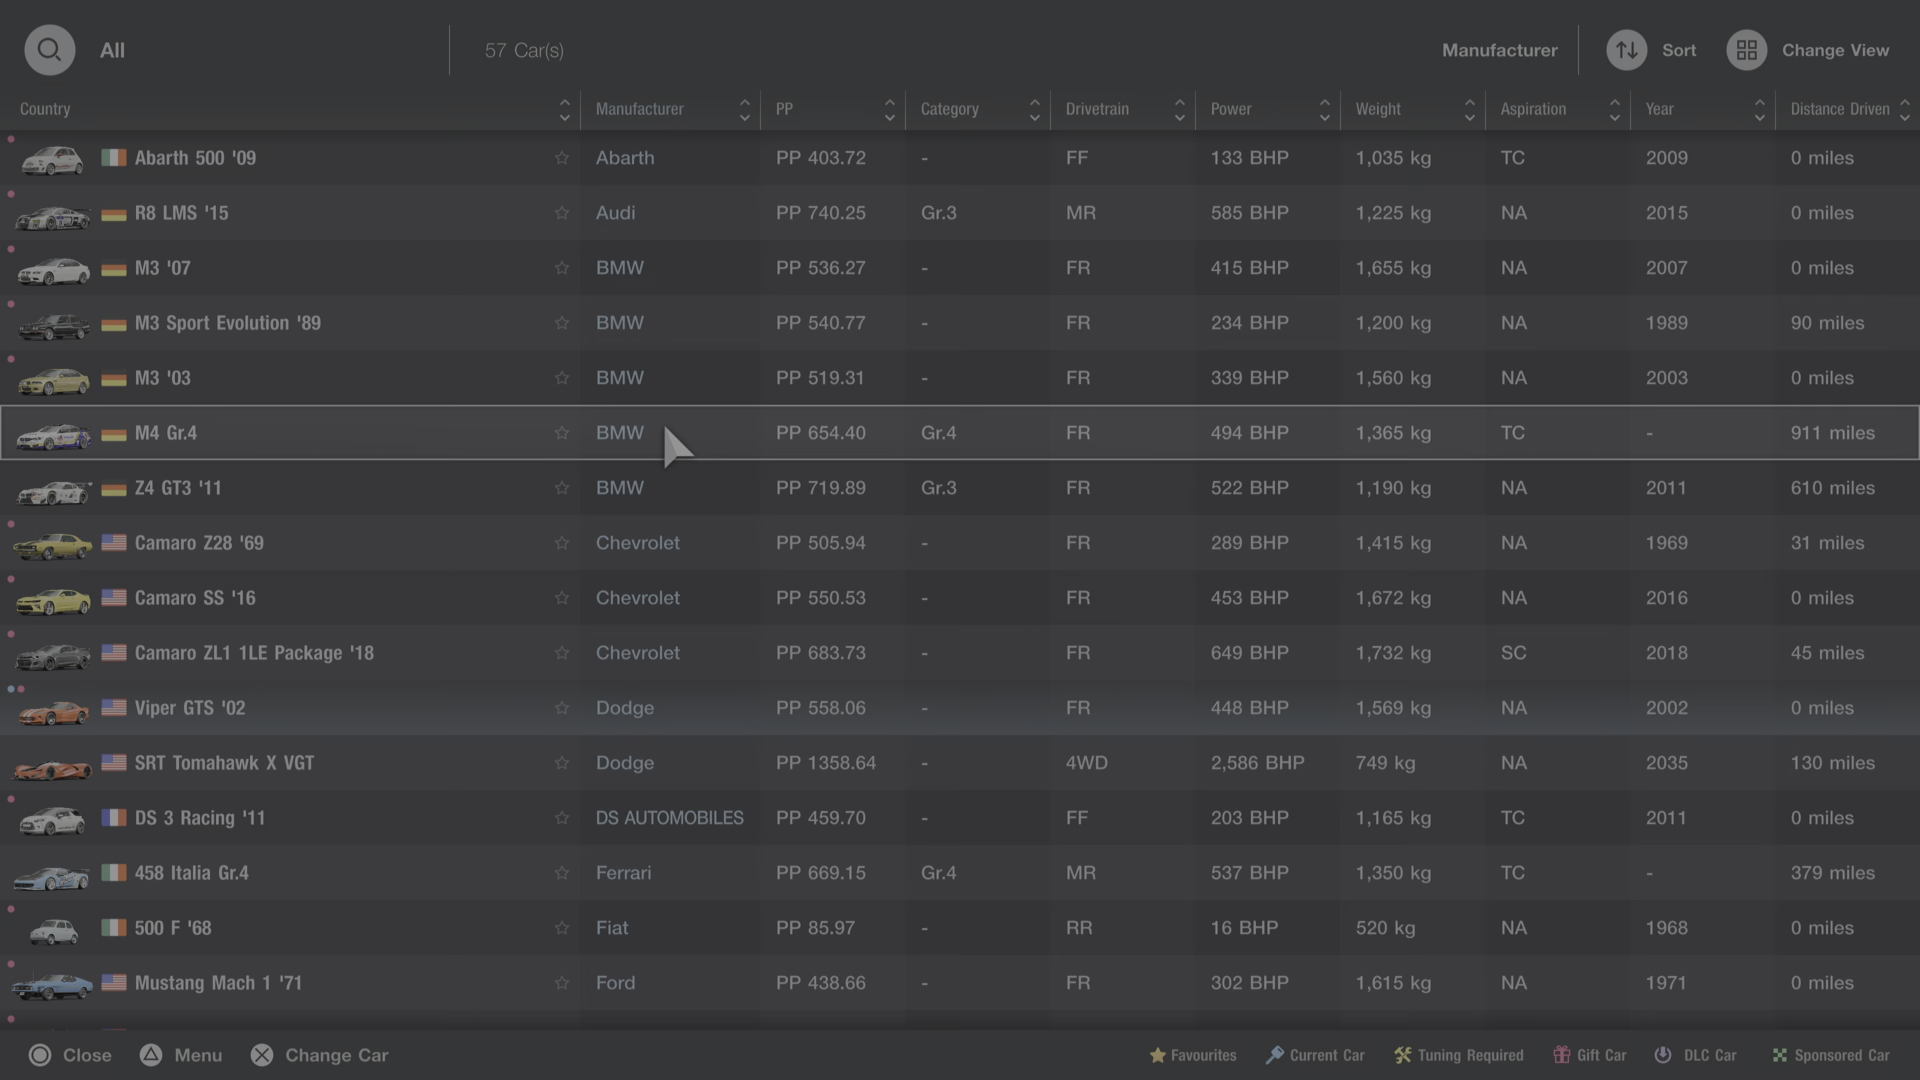 All
57 Car(s)
Manufacturer
Sort
Change View
Country Manufacturer PP Category Drivetrain Power Weight Aspiration Year Distance Driven
Abarth 500 '09 Abarth PP 403.72 - FF 133 BHP 1,035 kg TC 2009 0 miles
R8 LMS '15 Audi PP 740.25 Gr.3 MR 585 BHP 1,225 kg NA 2015 0 miles
M3 '07 BMW PP 536.27 - FR 415 BHP 1,655 kg NA 2007 0 miles
M3 Sport Evolution '89 BMW PP 540.77 - FR 234 BHP 1,200 kg NA 1989 90 miles
M3 '03 BMW PP 519.31 - FR 339 BHP 1,560 kg NA 2003 0 miles
M4 Gr.4 BMW PP 654.40 Gr.4 FR 494 BHP 1,365 kg TC - 911 miles
Z4 GT3 '11 BMW PP 719.89 Gr.3 FR 522 BHP 1,190 kg NA 2011 610 miles
Camaro Z28 '69 Chevrolet PP 505.94 - FR 289 BHP 1,415 kg NA 1969 31 miles
Camaro SS '16 Chevrolet PP 550.53 - FR 453 BHP 1,672 kg NA 2016 0 miles
Camaro ZL1 1LE Package '18 Chevrolet PP 683.73 - FR 649 BHP 1,732 kg SC 2018 45 miles
Viper GTS '02 Dodge PP 558.06 - FR 448 BHP 1,569 kg NA 2002 0 miles
SRT Tomahawk X VGT Dodge PP 1358.64 - 4WD 2,586 BHP 749 kg NA 2035 130 miles
DS 3 Racing '11 DS AUTOMOBILES PP 459.70 - FF 203 BHP 1,165 kg TC 2011 0 miles
458 Italia Gr.4 Ferrari PP 669.15 Gr.4 MR 537 BHP 1,350 kg TC - 379 miles
500 F '68 Fiat PP 85.97 - RR 16 BHP 520 kg NA 1968 0 miles
Mustang Mach 1 '71 Ford PP 438.66 - FR 302 BHP 1,615 kg NA 1971 0 miles
Close Menu Change Car Favourites Current Car Tuning Required Gift Car DLC Car Sponsored Car